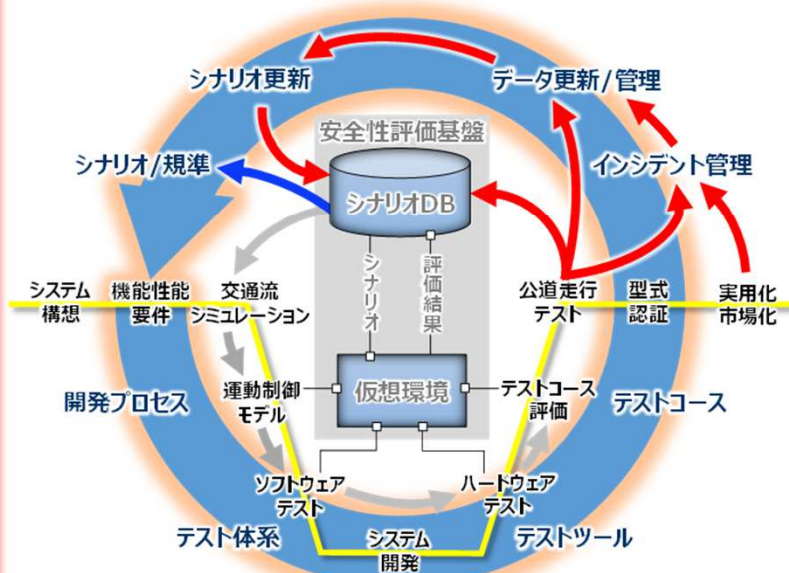 シナリオ更新
データ更新/管理
安全性評価基盤
シナリオ/規準
インシデント管理
シナリオDB
シナリオ
評価結果
システム
構想
機能性能
要件
交通流
シミュレーション
公道走行
テスト
型式
認証
実用化
市場化
開発プロセス
運動制御
モデル
仮想環境
テストコース
評価
テストコース
ソフトウェア
テスト
ハードウェア
テスト
テスト体系
システム
開発
テストツール